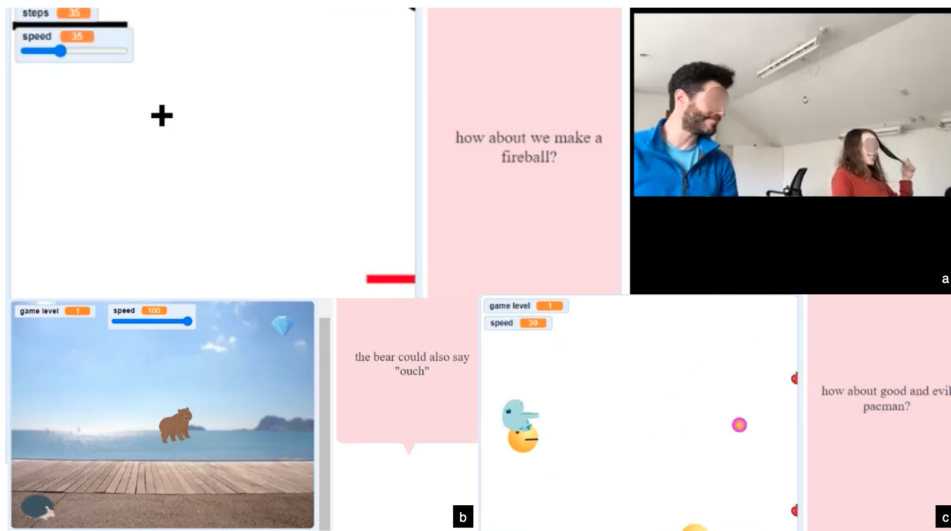 steps 35
speed 35
how about we make a
fireball?
a
game level 1
speed 100
the bear could also say
"ouch"
b
game level 1
speed 30
how about good and evil
pacman?
c